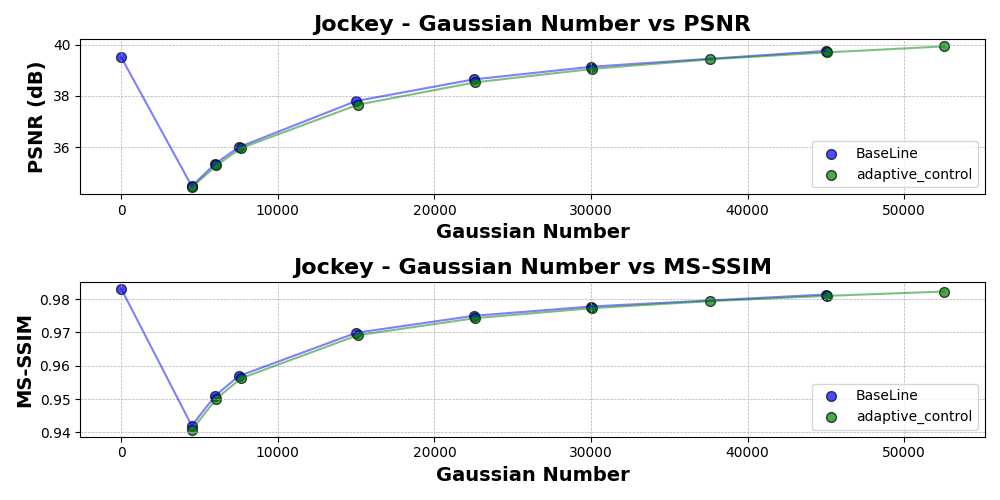 Jockey - Gaussian Number vs PSNR
PSNR (dB)
40
38
36
BaseLine
adaptive_control
0 10000 20000 30000 40000 50000
Gaussian Number
Jockey - Gaussian Number vs MS-SSIM
MS-SSIM
0.98
0.97
0.96
0.95
0.94
BaseLine
adaptive_control
0 10000 20000 30000 40000 50000
Gaussian Number